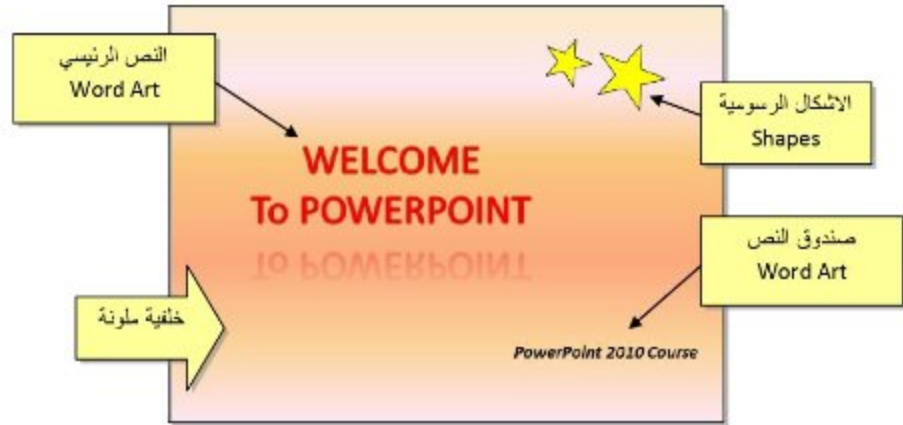 النص الرئيسي
Word Art
الاشكال الرسومية
Shapes
WELCOME
To POWERPOINT
To POWERPOINT
صندوق النص
Word Art
خلفية ملونة
PowerPoint 2010 Course